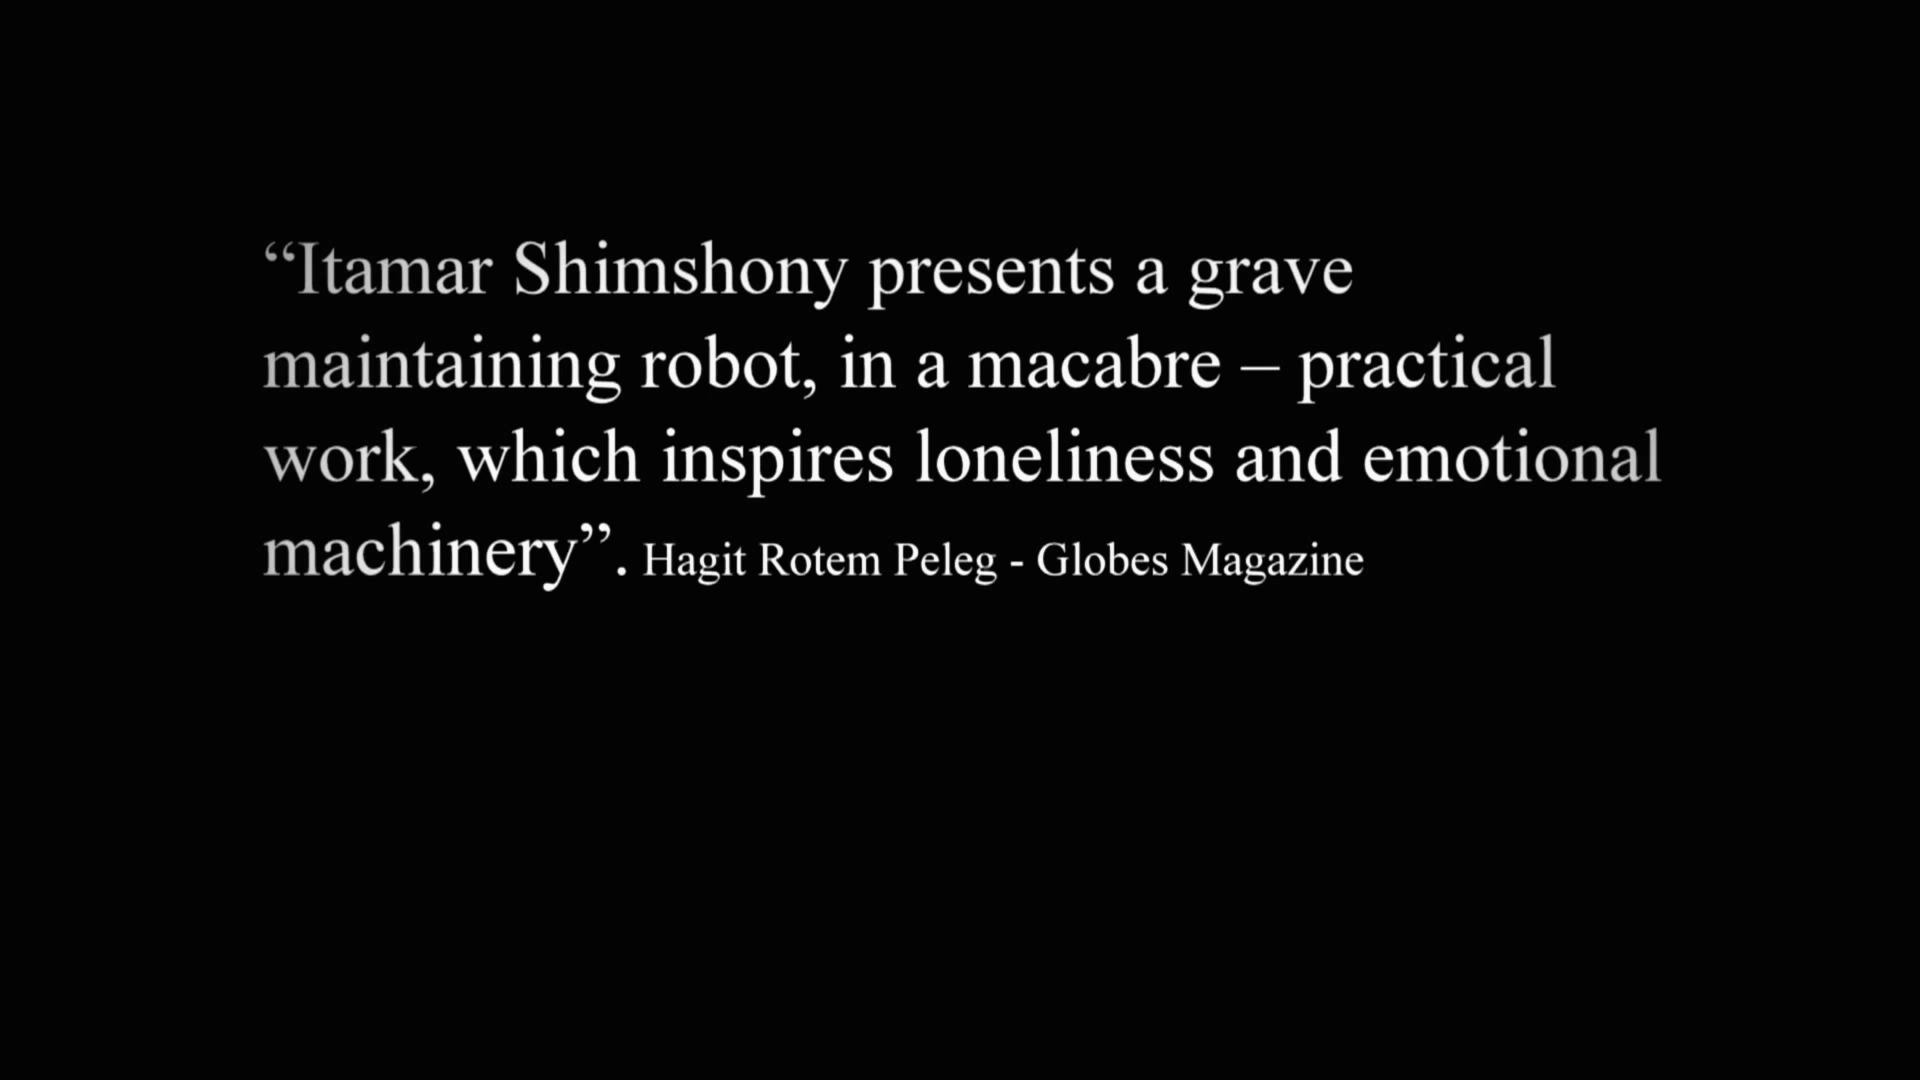 “Itamar Shimshony presents a grave
maintaining robot, in a macabre – practical
work, which inspires loneliness and emotional
machinery”. Hagit Rotem Peleg - Globes Magazine